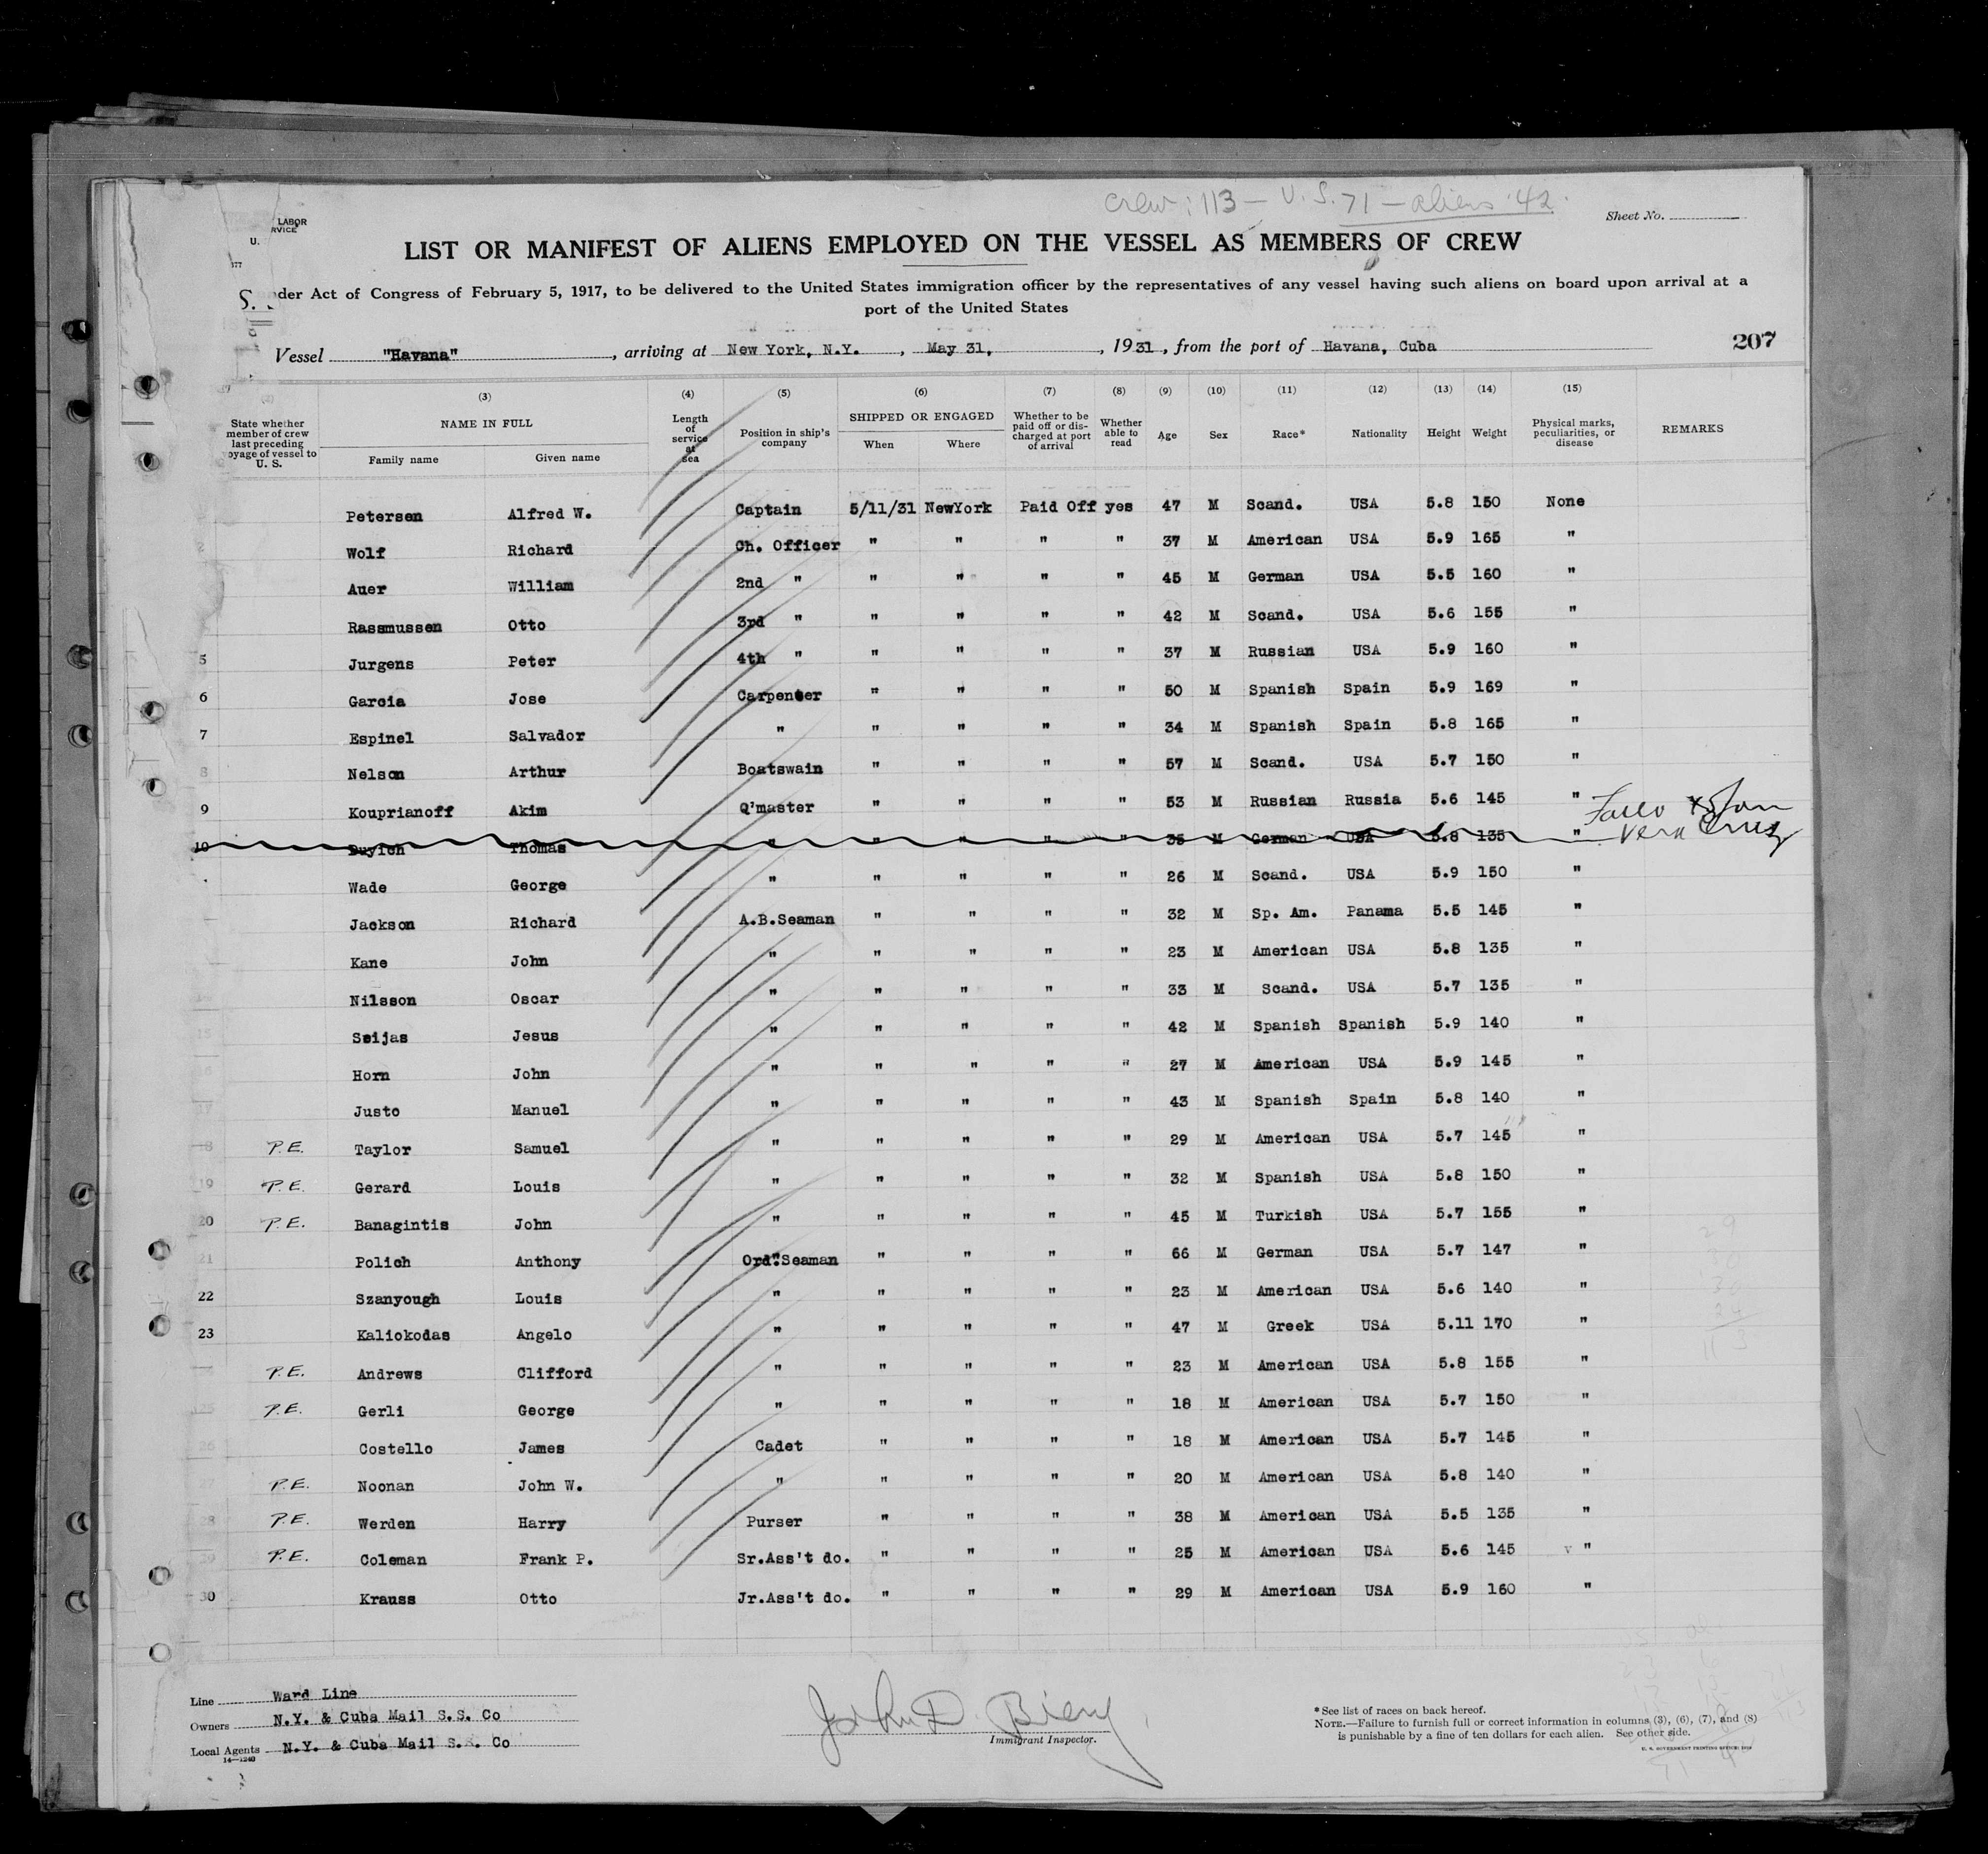 crew: 113 — U.S. 71 — aliens 42
LABOR
RVICE
U.
Sheet No.
LIST OR MANIFEST OF ALIENS EMPLOYED ON THE VESSEL AS MEMBERS OF CREW
S. der Act of Congress of February 5, 1917, to be delivered to the United States immigration officer by the representatives of any vessel having such aliens on board upon arrival at a
port of the United States
Vessel "Havana", arriving at New York, N.Y., May 31, 1931, from the port of Havana, Cuba 207
(3) (4) (5) (6) (7) (8) (9) (10) (11) (12) (13) (14) (15)
State whether member of crew last preceding oyage of vessel to U. S. NAME IN FULL Family name Given name Length of service at sea Position in ship's company SHIPPED OR ENGAGED When Where Whether to be paid off or discharged at port of arrival Whether able to read Age Sex Race* Nationality Height Weight Physical marks, peculiarities, or disease REMARKS
Petersen Alfred W. Captain 5/11/31 NewYork Paid Off yes 47 M Scand. USA 5.8 150 None
2 Wolf Richard Ch. Officer " " " " 37 M American USA 5.9 165 "
Auer William 2nd " " " " " 45 M German USA 5.5 160 "
Rassmussen Otto 3rd " " " " " 42 M Scand. USA 5.6 155 "
5 Jurgens Peter 4th " " " " " 37 M Russian USA 5.9 160 "
6 Garcia Jose Carpenter " " " " 50 M Spanish Spain 5.9 169 "
7 Espinel Salvador " " " " " 34 M Spanish Spain 5.8 165 "
8 Nelson Arthur Boatswain " " " " 57 M Scand. USA 5.7 150 "
9 Kouprianoff Akim Q'master " " " " 53 M Russian Russia 5.6 145 "
10 Thomas " " " " " 35 M German USA 5.8 135 " Vera Cruz
Wade George " " " " " 26 M Scand. USA 5.9 150 "
Jackson Richard A.B.Seaman " " " " 32 M Sp. Am. Panama 5.5 145 "
Kane John " " " " " 23 M American USA 5.8 135 "
Nilsson Oscar " " " " " 33 M Scand. USA 5.7 135 "
15 Seijas Jesus " " " " " 42 M Spanish Spanish 5.9 140 "
Horn John " " " " " 27 M American USA 5.9 145 "
17 Justo Manuel " " " " " 43 M Spanish Spain 5.8 140 "
8 P.E. Taylor Samuel " " " " " 29 M American USA 5.7 145 "
19 P.E. Gerard Louis " " " " " 32 M Spanish USA 5.8 150 "
20 P.E. Banagintis John " " " " " 45 M Turkish USA 5.7 155 "
21 Polich Anthony Ord.Seaman " " " " 66 M German USA 5.7 147 "
22 Szanyough Louis " " " " " 23 M American USA 5.6 140 "
23 Kaliokodas Angelo " " " " " 47 M Greek USA 5.11 170 "
P.E. Andrews Clifford " " " " " 23 M American USA 5.8 155 "
25 P.E. Gerli George " " " " " 18 M American USA 5.7 150 "
26 Costello James Cadet " " " " 18 M American USA 5.7 145 "
27 P.E. Noonan John W. " " " " " 20 M American USA 5.8 140 "
28 P.E. Werden Harry Purser " " " " 38 M American USA 5.5 135 "
29 P.E. Coleman Frank P. Sr.Ass't do. " " " " 25 M American USA 5.6 145 v "
30 Krauss Otto Jr.Ass't do. " " " " 29 M American USA 5.9 160 "
Line Ward Line
Owners N.Y. & Cuba Mail S.S. Co
Local Agents N.Y. & Cuba Mail S.S. Co
14—1240
John D. Bieny
Immigrant Inspector.
* See list of races on back hereof.
NOTE.—Failure to furnish full or correct information in columns (3), (6), (7), and (8)
is punishable by a fine of ten dollars for each alien. See other side.